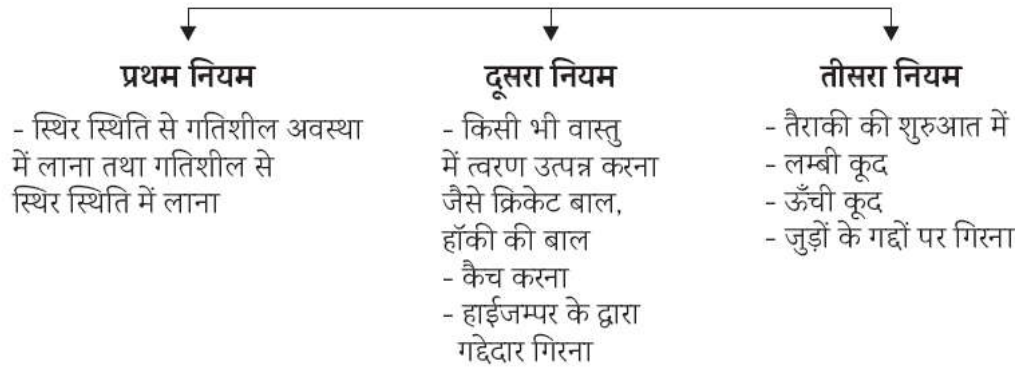 प्रथम नियम
- स्थिर स्थिति से गतिशील अवस्था
में लाना तथा गतिशील से
स्थिर स्थिति में लाना
दूसरा नियम
- किसी भी वास्तु
में त्वरण उत्पन्न करना
जैसे क्रिकेट बाल,
हॉकी की बाल
- कैच करना
- हाईजम्पर के द्वारा
गद्देदार गिरना
तीसरा नियम
- तैराकी की शुरुआत में
- लम्बी कूद
- ऊँची कूद
- जुड़ों के गद्दों पर गिरना